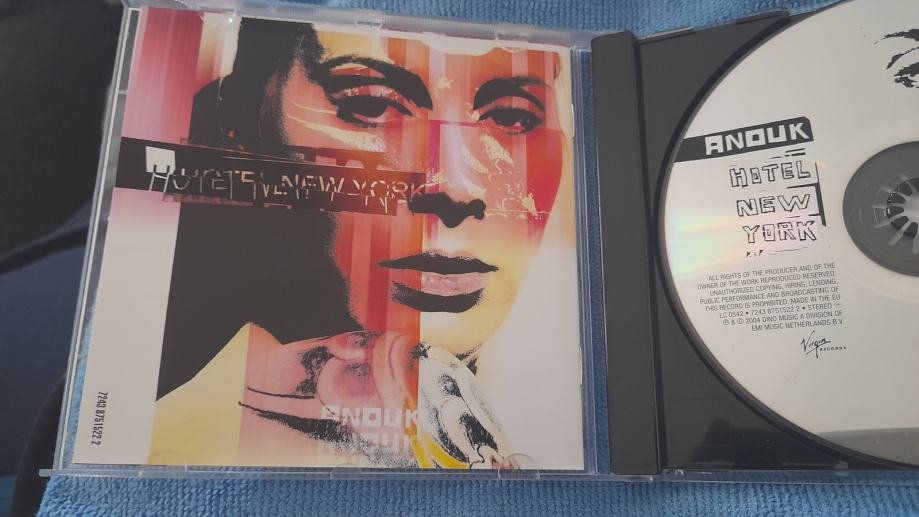 HOTEL NEW YORK
ANOUK
ANOUK
7243 8751522 2
ANOUK
HOTEL
NEW
YORK
ALL RIGHTS OF THE PRODUCER AND OF THE
OWNER OF THE WORK REPRODUCED RESERVED.
UNAUTHORIZED COPYING, HIRING, LENDING,
PUBLIC PERFORMANCE AND BROADCASTING OF
THIS RECORD IS PROHIBITED. MADE IN THE EU
LC 0542 • 7243 8751522 2 • STEREO
℗ & © 2004 DINO MUSIC A DIVISION OF
EMI MUSIC NETHERLANDS B.V.
Virgin
RECORDS